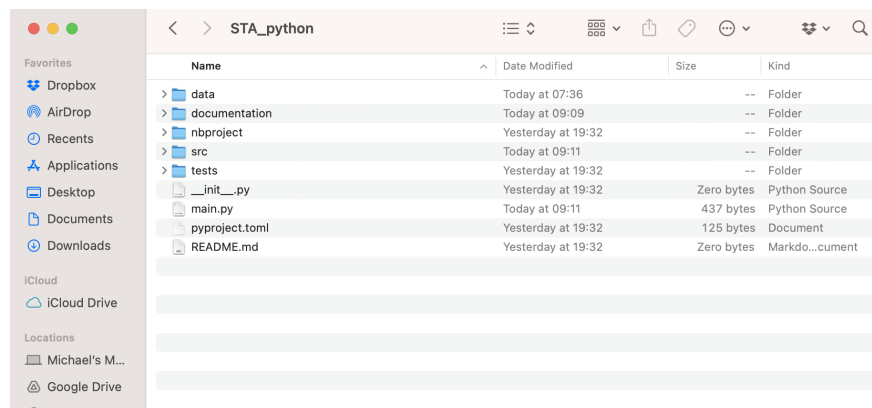 STA_python
Favorites
Dropbox
AirDrop
Recents
Applications
Desktop
Documents
Downloads
iCloud
iCloud Drive
Locations
Michael's M...
Google Drive
Name Date Modified Size Kind
data Today at 07:36 -- Folder
documentation Today at 09:09 -- Folder
nbproject Yesterday at 19:32 -- Folder
src Today at 09:11 -- Folder
tests Yesterday at 19:32 -- Folder
__init__.py Yesterday at 19:32 Zero bytes Python Source
main.py Today at 09:11 437 bytes Python Source
pyproject.toml Yesterday at 19:32 125 bytes Document
README.md Yesterday at 19:32 Zero bytes Markdo...cument